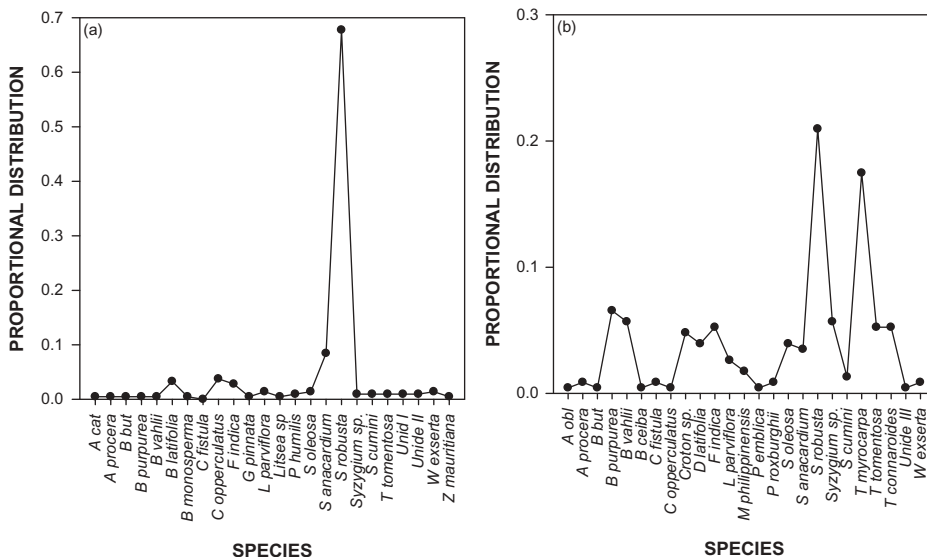 (a)
PROPORTIONAL DISTRIBUTION
0.7
0.6
0.5
0.4
0.3
0.2
0.1
0.0
A cat
A procera
B but
B purpurea
B vahlii
B latifolia
B monosperma
C fistula
C opperculatus
F indica
G pinnata
L parviflora
Litsea sp
P humilis
S oleosa
S anacardium
S robusta
Syzygium sp.
S cumini
T tomentosa
Unid I
Unide II
W exserta
Z mauritiana
SPECIES
(b)
PROPORTIONAL DISTRIBUTION
0.3
0.2
0.1
0.0
A obl
A procera
B but
B purpurea
B vahlii
B ceiba
C fistula
C opperculatus
Croton sp.
D latifolia
F indica
L parviflora
M philippinensis
P emblica
P roxburghii
S oleosa
S anacardium
S robusta
Syzygium sp.
S cumini
T myrocarpa
T tomentosa
T connaroides
Unide III
W exserta
SPECIES